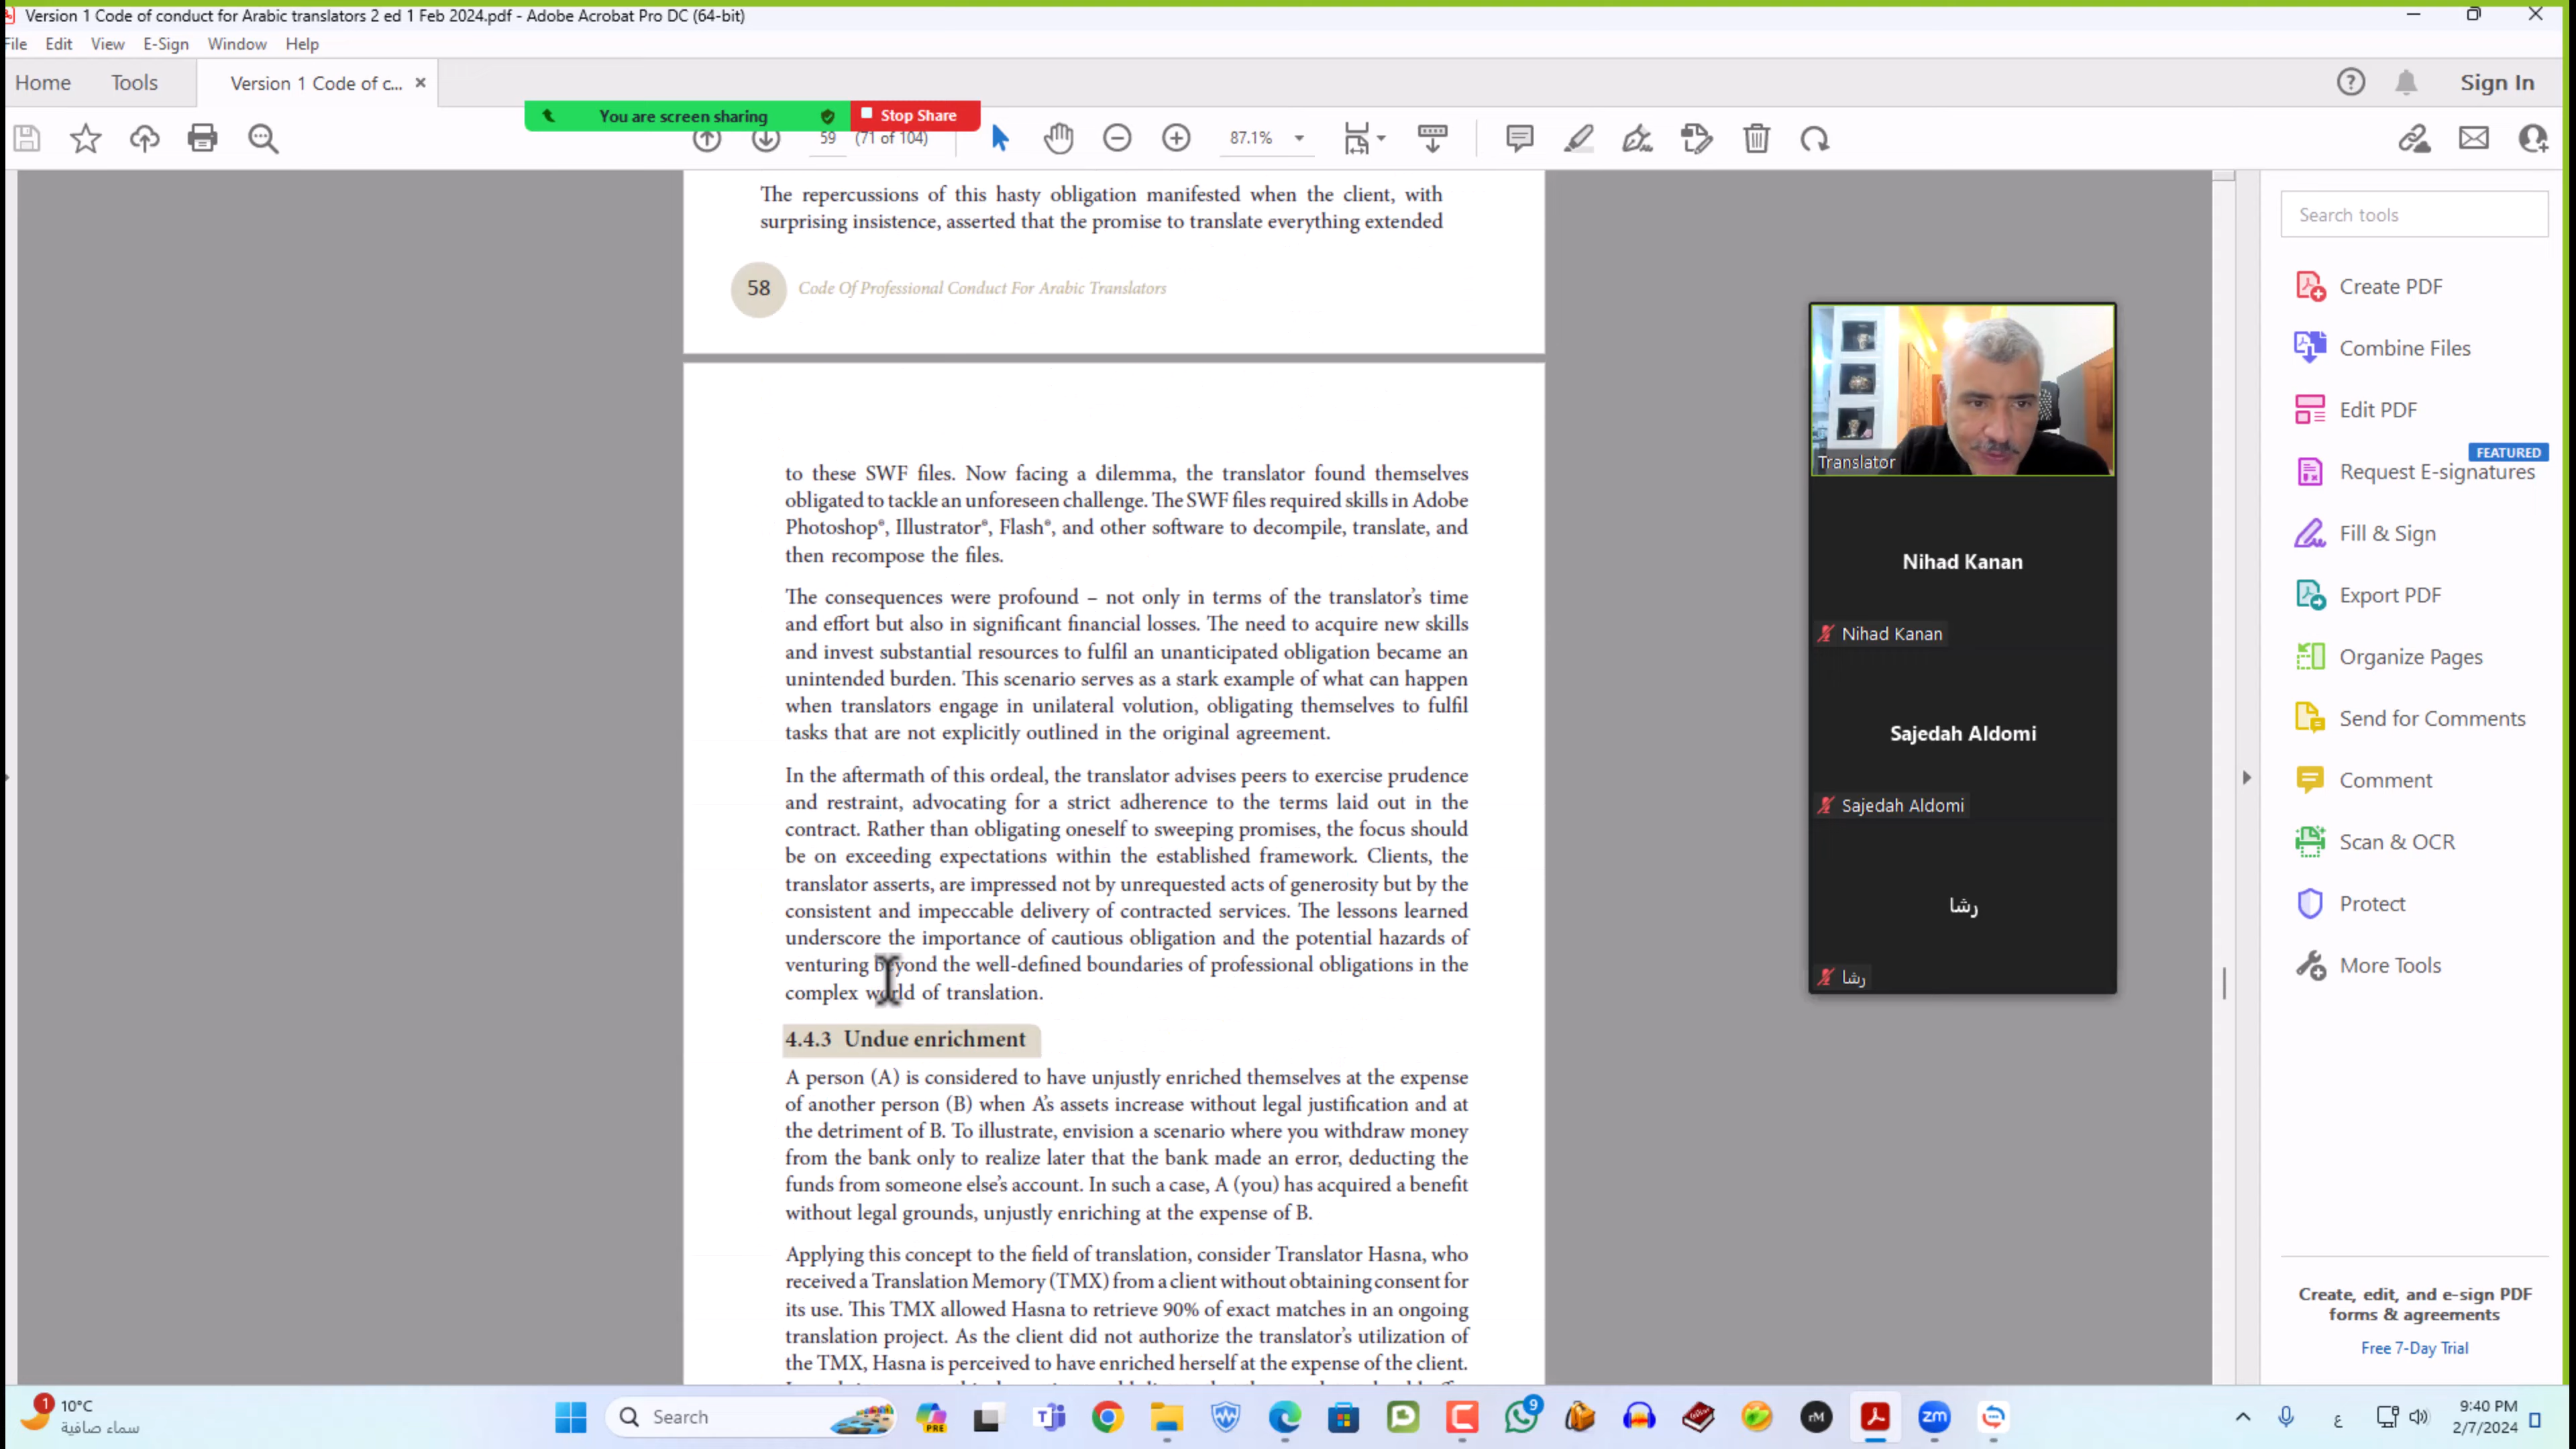 Version 1 Code of conduct for Arabic translators 2 ed 1 Feb 2024.pdf - Adobe Acrobat Pro DC (64-bit)
File Edit View E-Sign Window Help
Home Tools Version 1 Code of c... Sign In
You are screen sharing Stop Share
59 (71 of 104) 87.1%
The repercussions of this hasty obligation manifested when the client, with
surprising insistence, asserted that the promise to translate everything extended
58 Code Of Professional Conduct For Arabic Translators
to these SWF files. Now facing a dilemma, the translator found themselves
obligated to tackle an unforeseen challenge. The SWF files required skills in Adobe
Photoshop®, Illustrator®, Flash®, and other software to decompile, translate, and
then recompose the files.
The consequences were profound – not only in terms of the translator's time
and effort but also in significant financial losses. The need to acquire new skills
and invest substantial resources to fulfil an unanticipated obligation became an
unintended burden. This scenario serves as a stark example of what can happen
when translators engage in unilateral volution, obligating themselves to fulfil
tasks that are not explicitly outlined in the original agreement.
In the aftermath of this ordeal, the translator advises peers to exercise prudence
and restraint, advocating for a strict adherence to the terms laid out in the
contract. Rather than obligating oneself to sweeping promises, the focus should
be on exceeding expectations within the established framework. Clients, the
translator asserts, are impressed not by unrequested acts of generosity but by the
consistent and impeccable delivery of contracted services. The lessons learned
underscore the importance of cautious obligation and the potential hazards of
venturing beyond the well-defined boundaries of professional obligations in the
complex world of translation.
4.4.3 Undue enrichment
A person (A) is considered to have unjustly enriched themselves at the expense
of another person (B) when A's assets increase without legal justification and at
the detriment of B. To illustrate, envision a scenario where you withdraw money
from the bank only to realize later that the bank made an error, deducting the
funds from someone else's account. In such a case, A (you) has acquired a benefit
without legal grounds, unjustly enriching at the expense of B.
Applying this concept to the field of translation, consider Translator Hasna, who
received a Translation Memory (TMX) from a client without obtaining consent for
its use. This TMX allowed Hasna to retrieve 90% of exact matches in an ongoing
translation project. As the client did not authorize the translator's utilization of
the TMX, Hasna is perceived to have enriched herself at the expense of the client.
Translator
Nihad Kanan
Nihad Kanan
Sajedah Aldomi
Sajedah Aldomi
رشا
رشا
Search tools
Create PDF
Combine Files
Edit PDF
FEATURED
Request E-signatures
Fill & Sign
Export PDF
Organize Pages
Send for Comments
Comment
Scan & OCR
Protect
More Tools
Create, edit, and e-sign PDF
forms & agreements
Free 7-Day Trial
1 10°C
سماء صافية
Search
PRE
9
rM
zm
ع
9:40 PM
2/7/2024